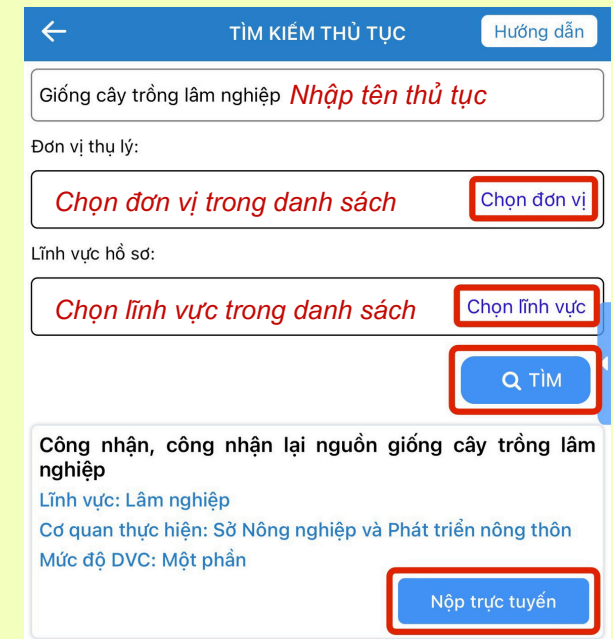 TÌM KIẾM THỦ TỤC Hướng dẫn
Giống cây trồng lâm nghiệp Nhập tên thủ tục
Đơn vị thụ lý:
Chọn đơn vị trong danh sách Chọn đơn vị
Lĩnh vực hồ sơ:
Chọn lĩnh vực trong danh sách Chọn lĩnh vực
TÌM
Công nhận, công nhận lại nguồn giống cây trồng lâm
nghiệp
Lĩnh vực: Lâm nghiệp
Cơ quan thực hiện: Sở Nông nghiệp và Phát triển nông thôn
Mức độ DVC: Một phần
Nộp trực tuyến